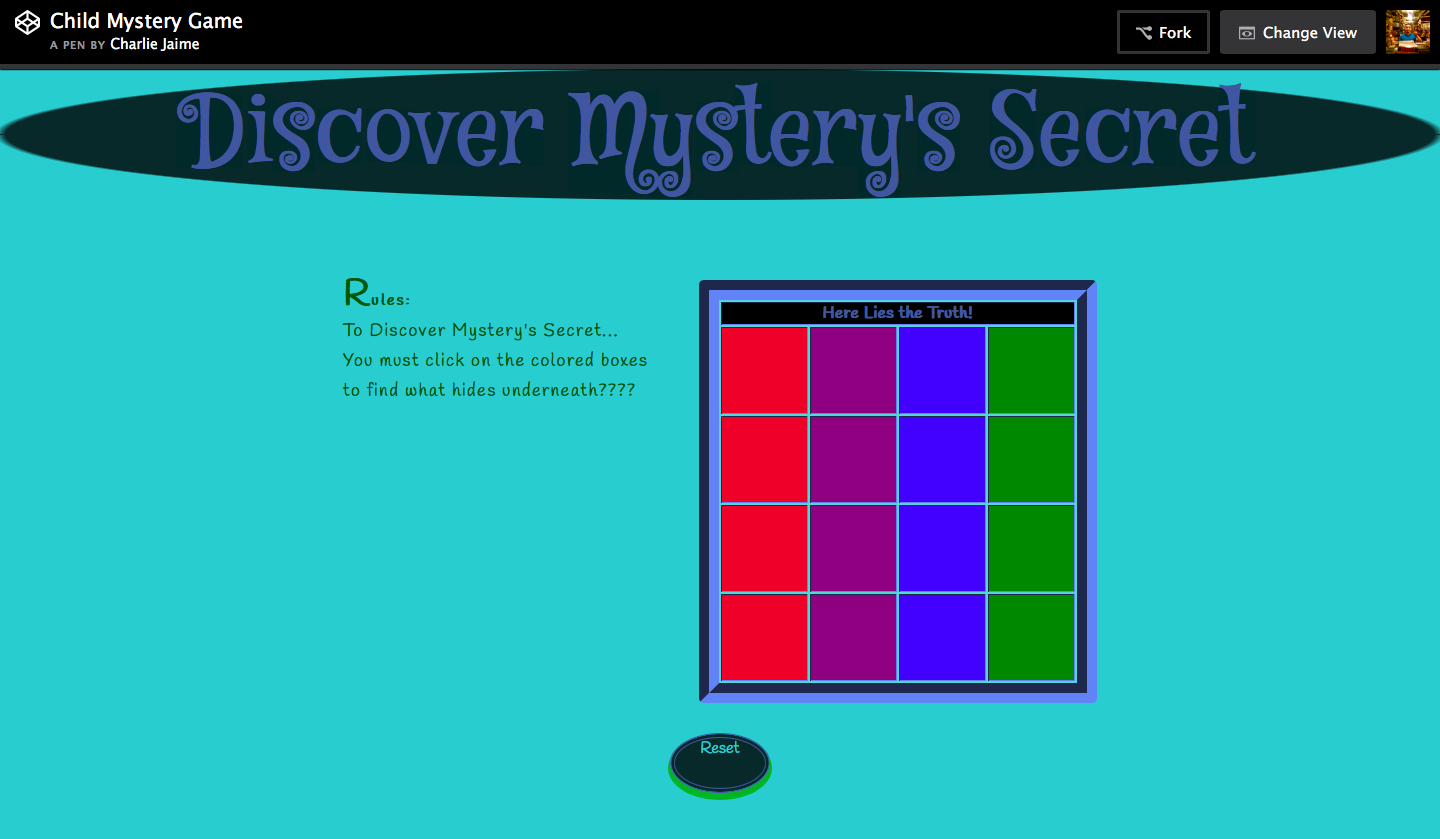 Child Mystery Game
A PEN BY Charlie Jaime
Fork
Change View
Discover Mystery's Secret
Rules:
To Discover Mystery's Secret...
You must click on the colored boxes
to find what hides underneath????
Here Lies the Truth!
Reset